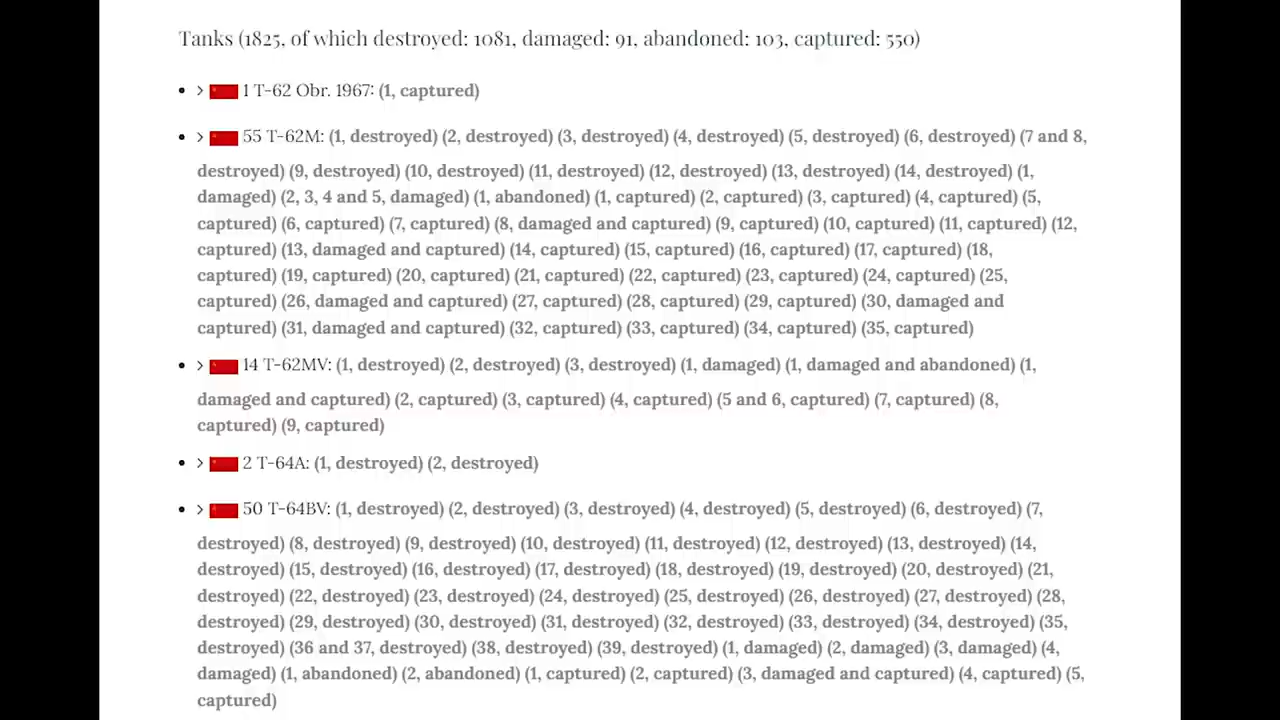 Tanks (1825, of which destroyed: 1081, damaged: 91, abandoned: 103, captured: 550)
1 T-62 Obr. 1967: (1, captured)
55 T-62M: (1, destroyed) (2, destroyed) (3, destroyed) (4, destroyed) (5, destroyed) (6, destroyed) (7 and 8,
destroyed) (9, destroyed) (10, destroyed) (11, destroyed) (12, destroyed) (13, destroyed) (14, destroyed) (1,
damaged) (2, 3, 4 and 5, damaged) (1, abandoned) (1, captured) (2, captured) (3, captured) (4, captured) (5,
captured) (6, captured) (7, captured) (8, damaged and captured) (9, captured) (10, captured) (11, captured) (12,
captured) (13, damaged and captured) (14, captured) (15, captured) (16, captured) (17, captured) (18,
captured) (19, captured) (20, captured) (21, captured) (22, captured) (23, captured) (24, captured) (25,
captured) (26, damaged and captured) (27, captured) (28, captured) (29, captured) (30, damaged and
captured) (31, damaged and captured) (32, captured) (33, captured) (34, captured) (35, captured)
14 T-62MV: (1, destroyed) (2, destroyed) (3, destroyed) (1, damaged) (1, damaged and abandoned) (1,
damaged and captured) (2, captured) (3, captured) (4, captured) (5 and 6, captured) (7, captured) (8,
captured) (9, captured)
2 T-64A: (1, destroyed) (2, destroyed)
50 T-64BV: (1, destroyed) (2, destroyed) (3, destroyed) (4, destroyed) (5, destroyed) (6, destroyed) (7,
destroyed) (8, destroyed) (9, destroyed) (10, destroyed) (11, destroyed) (12, destroyed) (13, destroyed) (14,
destroyed) (15, destroyed) (16, destroyed) (17, destroyed) (18, destroyed) (19, destroyed) (20, destroyed) (21,
destroyed) (22, destroyed) (23, destroyed) (24, destroyed) (25, destroyed) (26, destroyed) (27, destroyed) (28,
destroyed) (29, destroyed) (30, destroyed) (31, destroyed) (32, destroyed) (33, destroyed) (34, destroyed) (35,
destroyed) (36 and 37, destroyed) (38, destroyed) (39, destroyed) (1, damaged) (2, damaged) (3, damaged) (4,
damaged) (1, abandoned) (2, abandoned) (1, captured) (2, captured) (3, damaged and captured) (4, captured) (5,
captured)